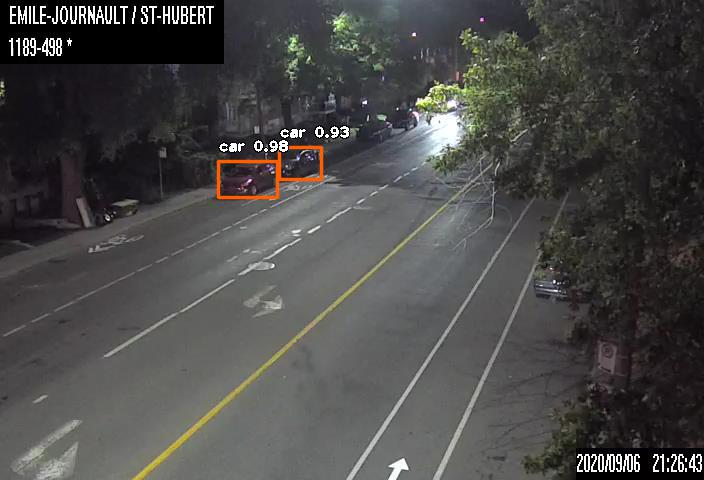 EMILE-JOURNAULT / ST-HUBERT
1189-498 *
car 0.93
car 0.98
2020/09/06 21:26:43